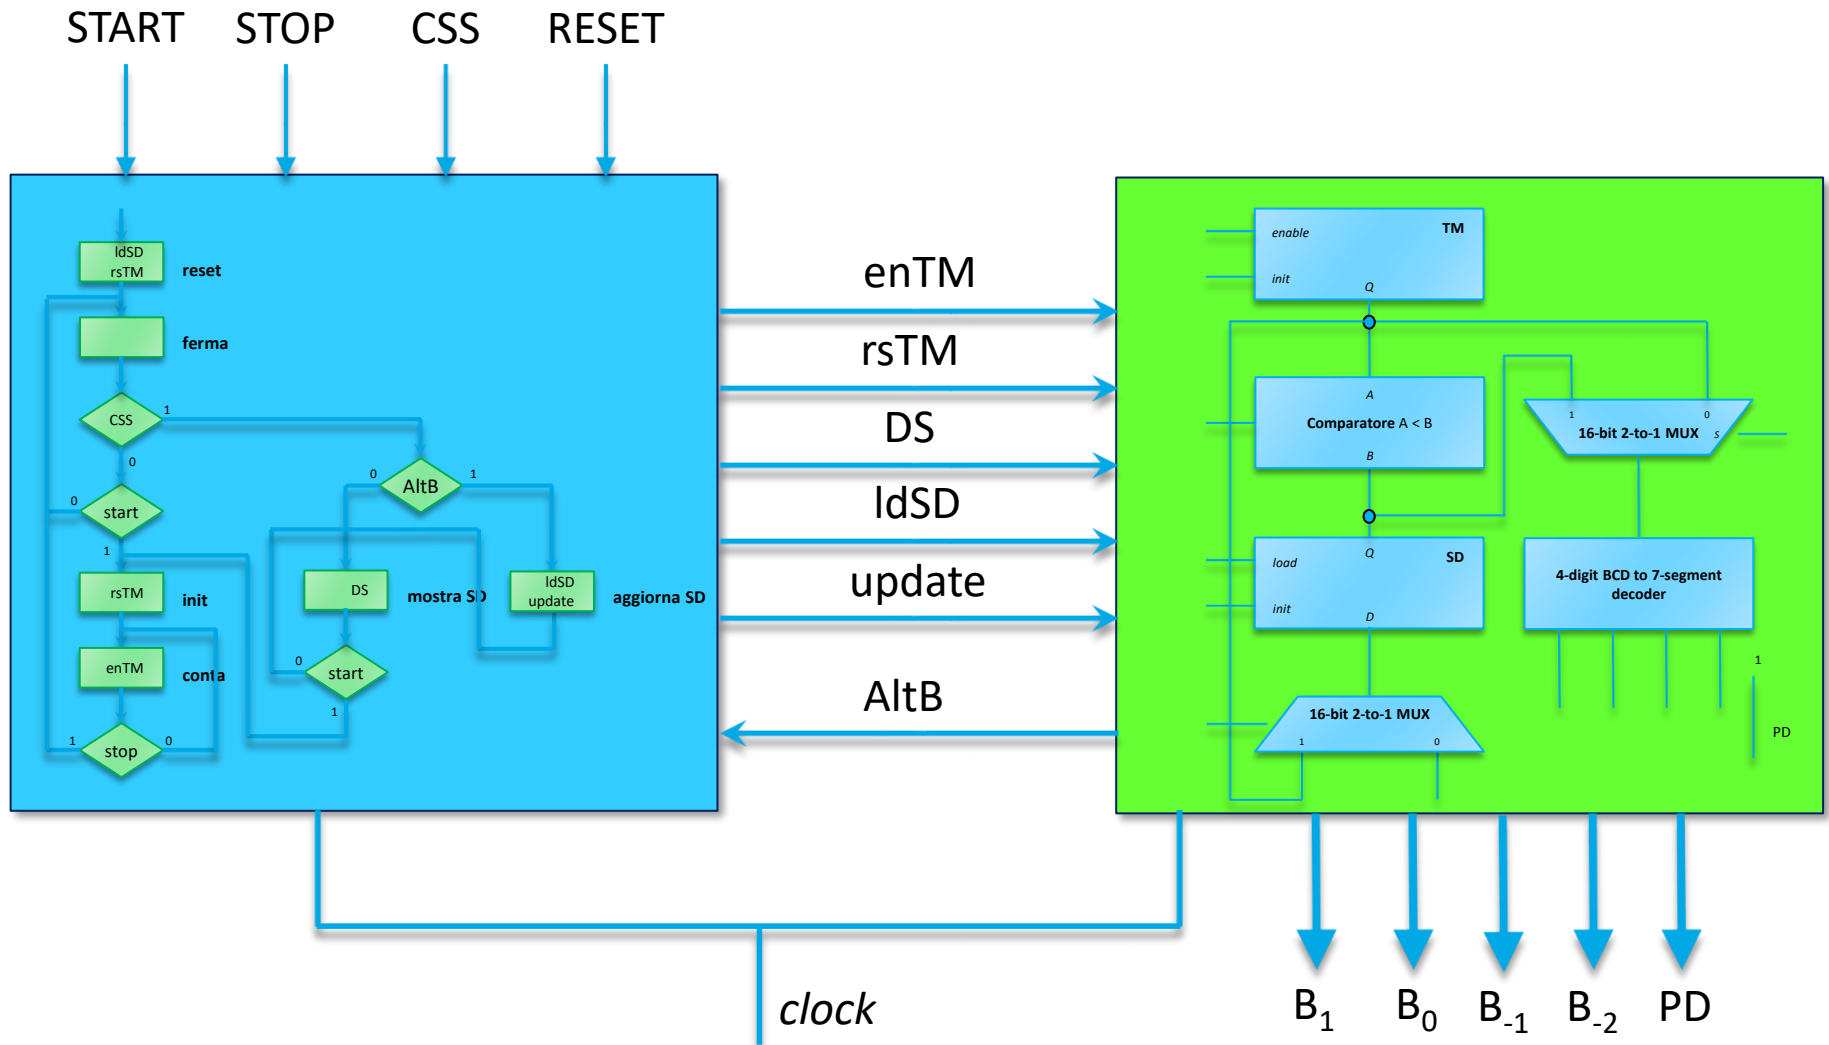 START STOP CSS RESET
ldSD
rsTM
reset
ferma
CSS
1
0
AltB
0
1
start
0
1
rsTM
init
DS
mostra SD
ldSD
update
aggiorna SD
enTM
conta
start
0
1
stop
1
0
enTM
rsTM
DS
ldSD
update
AltB
enable
TM
init
Q
A
Comparatore A < B
B
1
0
16-bit 2-to-1 MUX
S
load
Q
SD
init
D
4-digit BCD to 7-segment
decoder
16-bit 2-to-1 MUX
1
0
1
PD
clock
B1 B0 B-1 B-2 PD